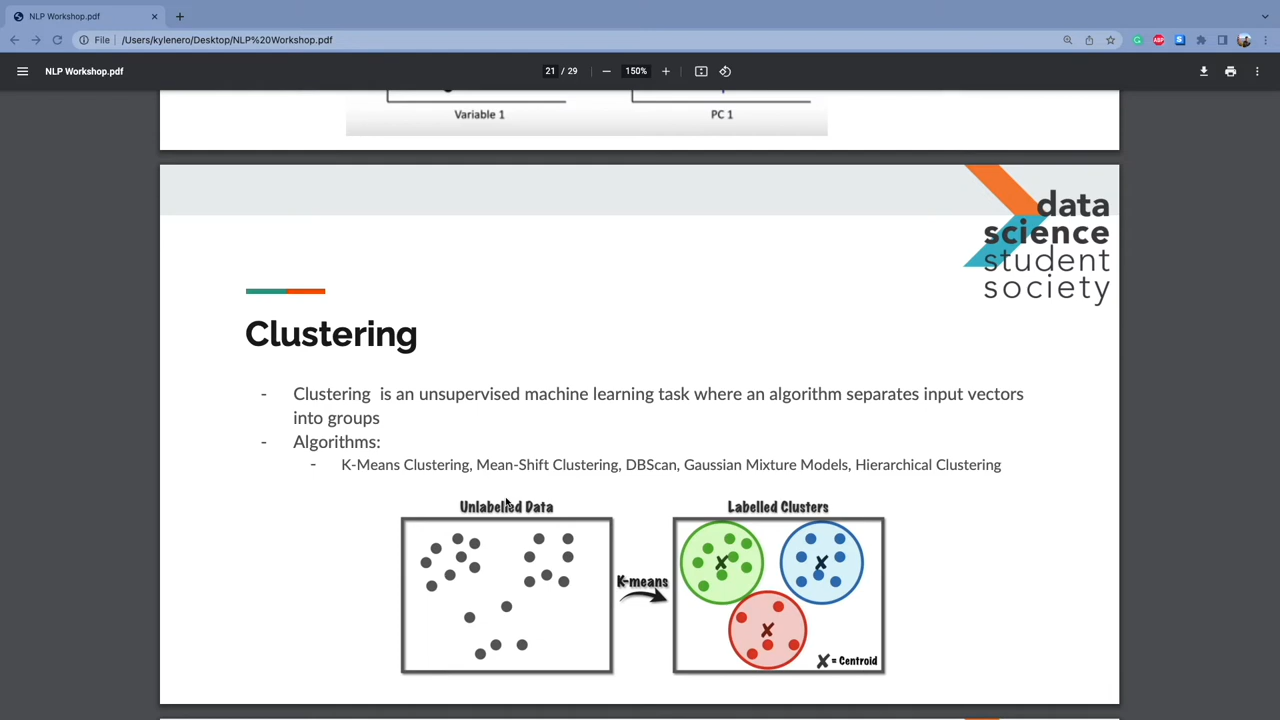 NLP Workshop.pdf
File
/Users/kylenero/Desktop/NLP%20Workshop.pdf
ABP
S
NLP Workshop.pdf
21 / 29
150%
Variable 1
PC 1
data
science
student
society
Clustering
- Clustering is an unsupervised machine learning task where an algorithm separates input vectors
into groups
- Algorithms:
- K-Means Clustering, Mean-Shift Clustering, DBScan, Gaussian Mixture Models, Hierarchical Clustering
Unlabelled Data
Labelled Clusters
K-means
X = Centroid